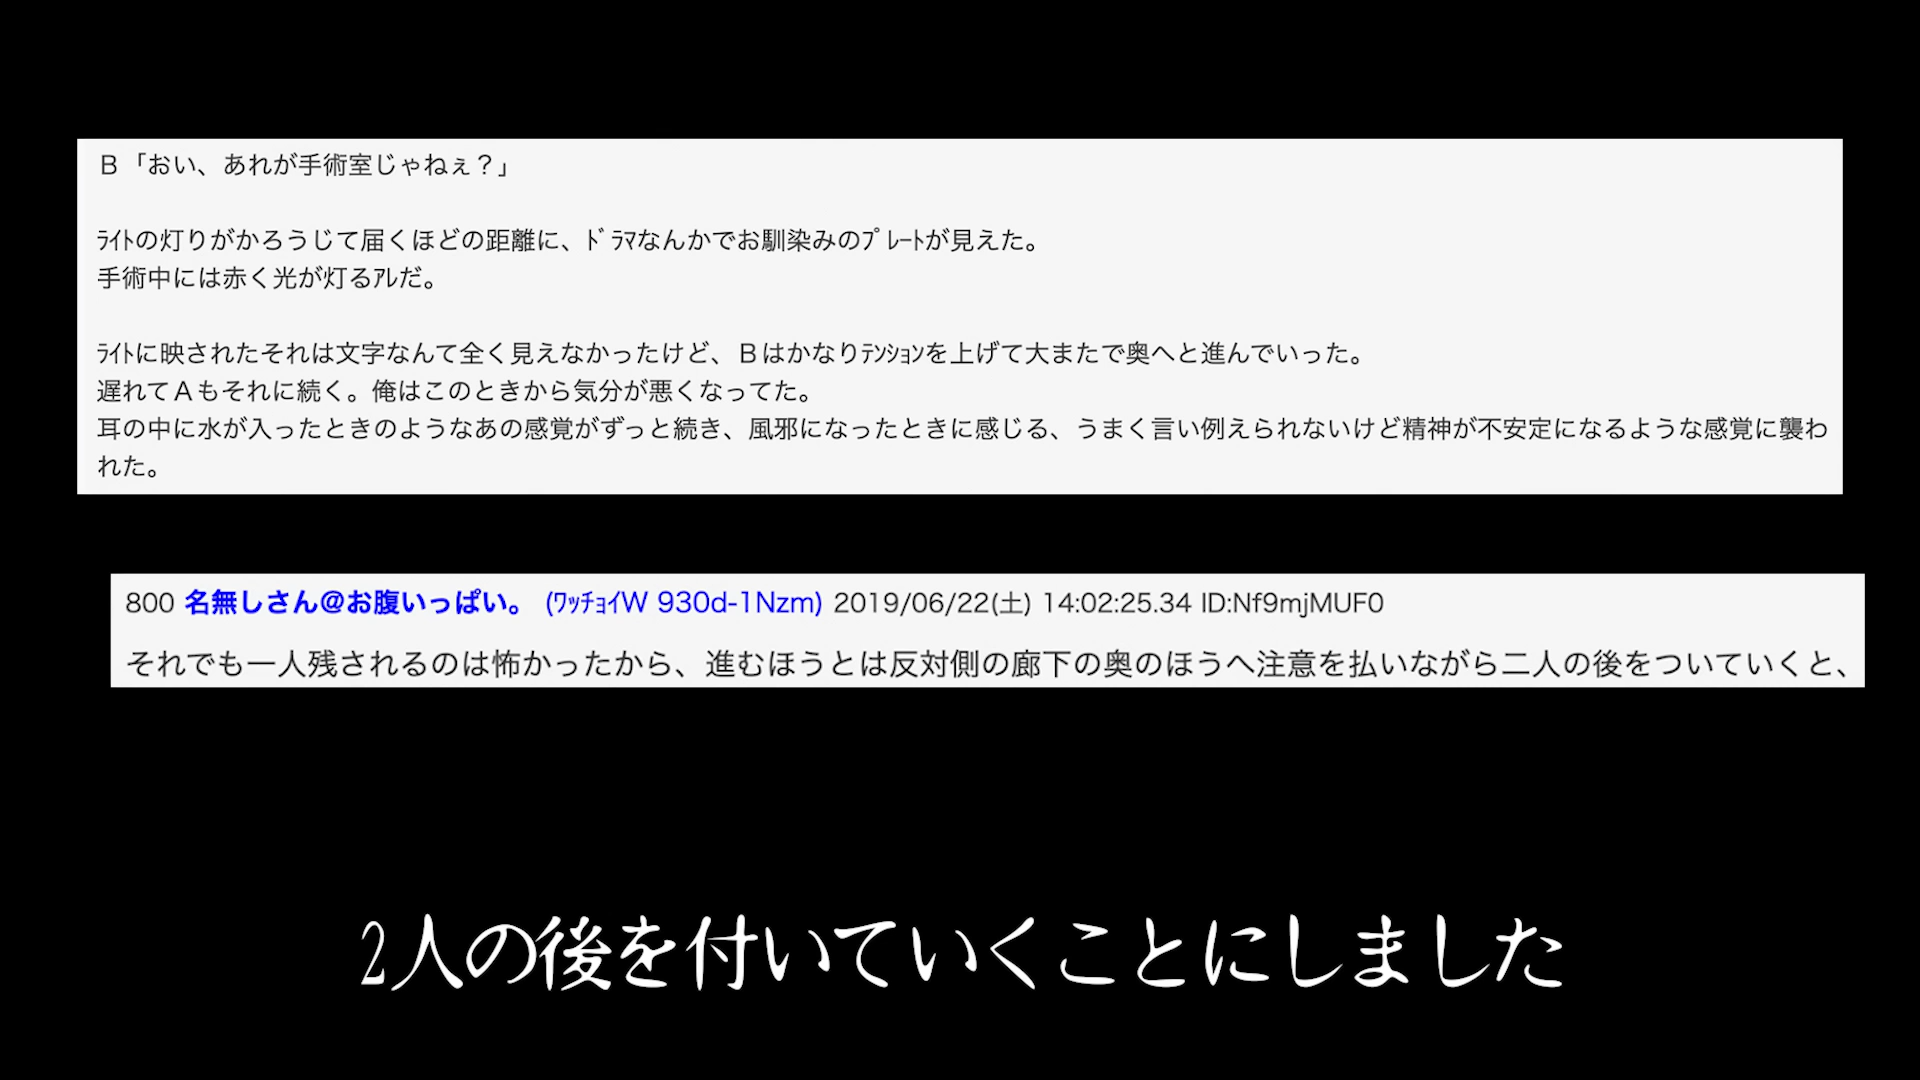 Ｂ「おい、あれが手術室じゃねぇ？」
ﾗｲﾄの灯りがかろうじて届くほどの距離に、ﾄﾞﾗﾏなんかでお馴染みのﾌﾟﾚｰﾄが見えた。
手術中には赤く光が灯るｱﾚだ。
ﾗｲﾄに映されたそれは文字なんて全く見えなかったけど、Ｂはかなりﾃﾝｼｮﾝを上げて大またで奥へと進んでいった。
遅れてＡもそれに続く。俺はこのときから気分が悪くなってた。
耳の中に水が入ったときのようなあの感覚がずっと続き、風邪になったときに感じる、うまく言い例えられないけど精神が不安定になるような感覚に襲わ
れた。
800 名無しさん＠お腹いっぱい。 (ﾜｯﾁｮｲW 930d-1Nzm) 2019/06/22(土) 14:02:25.34 ID:Nf9mjMUF0
それでも一人残されるのは怖かったから、進むほうとは反対側の廊下の奥のほうへ注意を払いながら二人の後をついていくと、
2人の後を付いていくことにしました